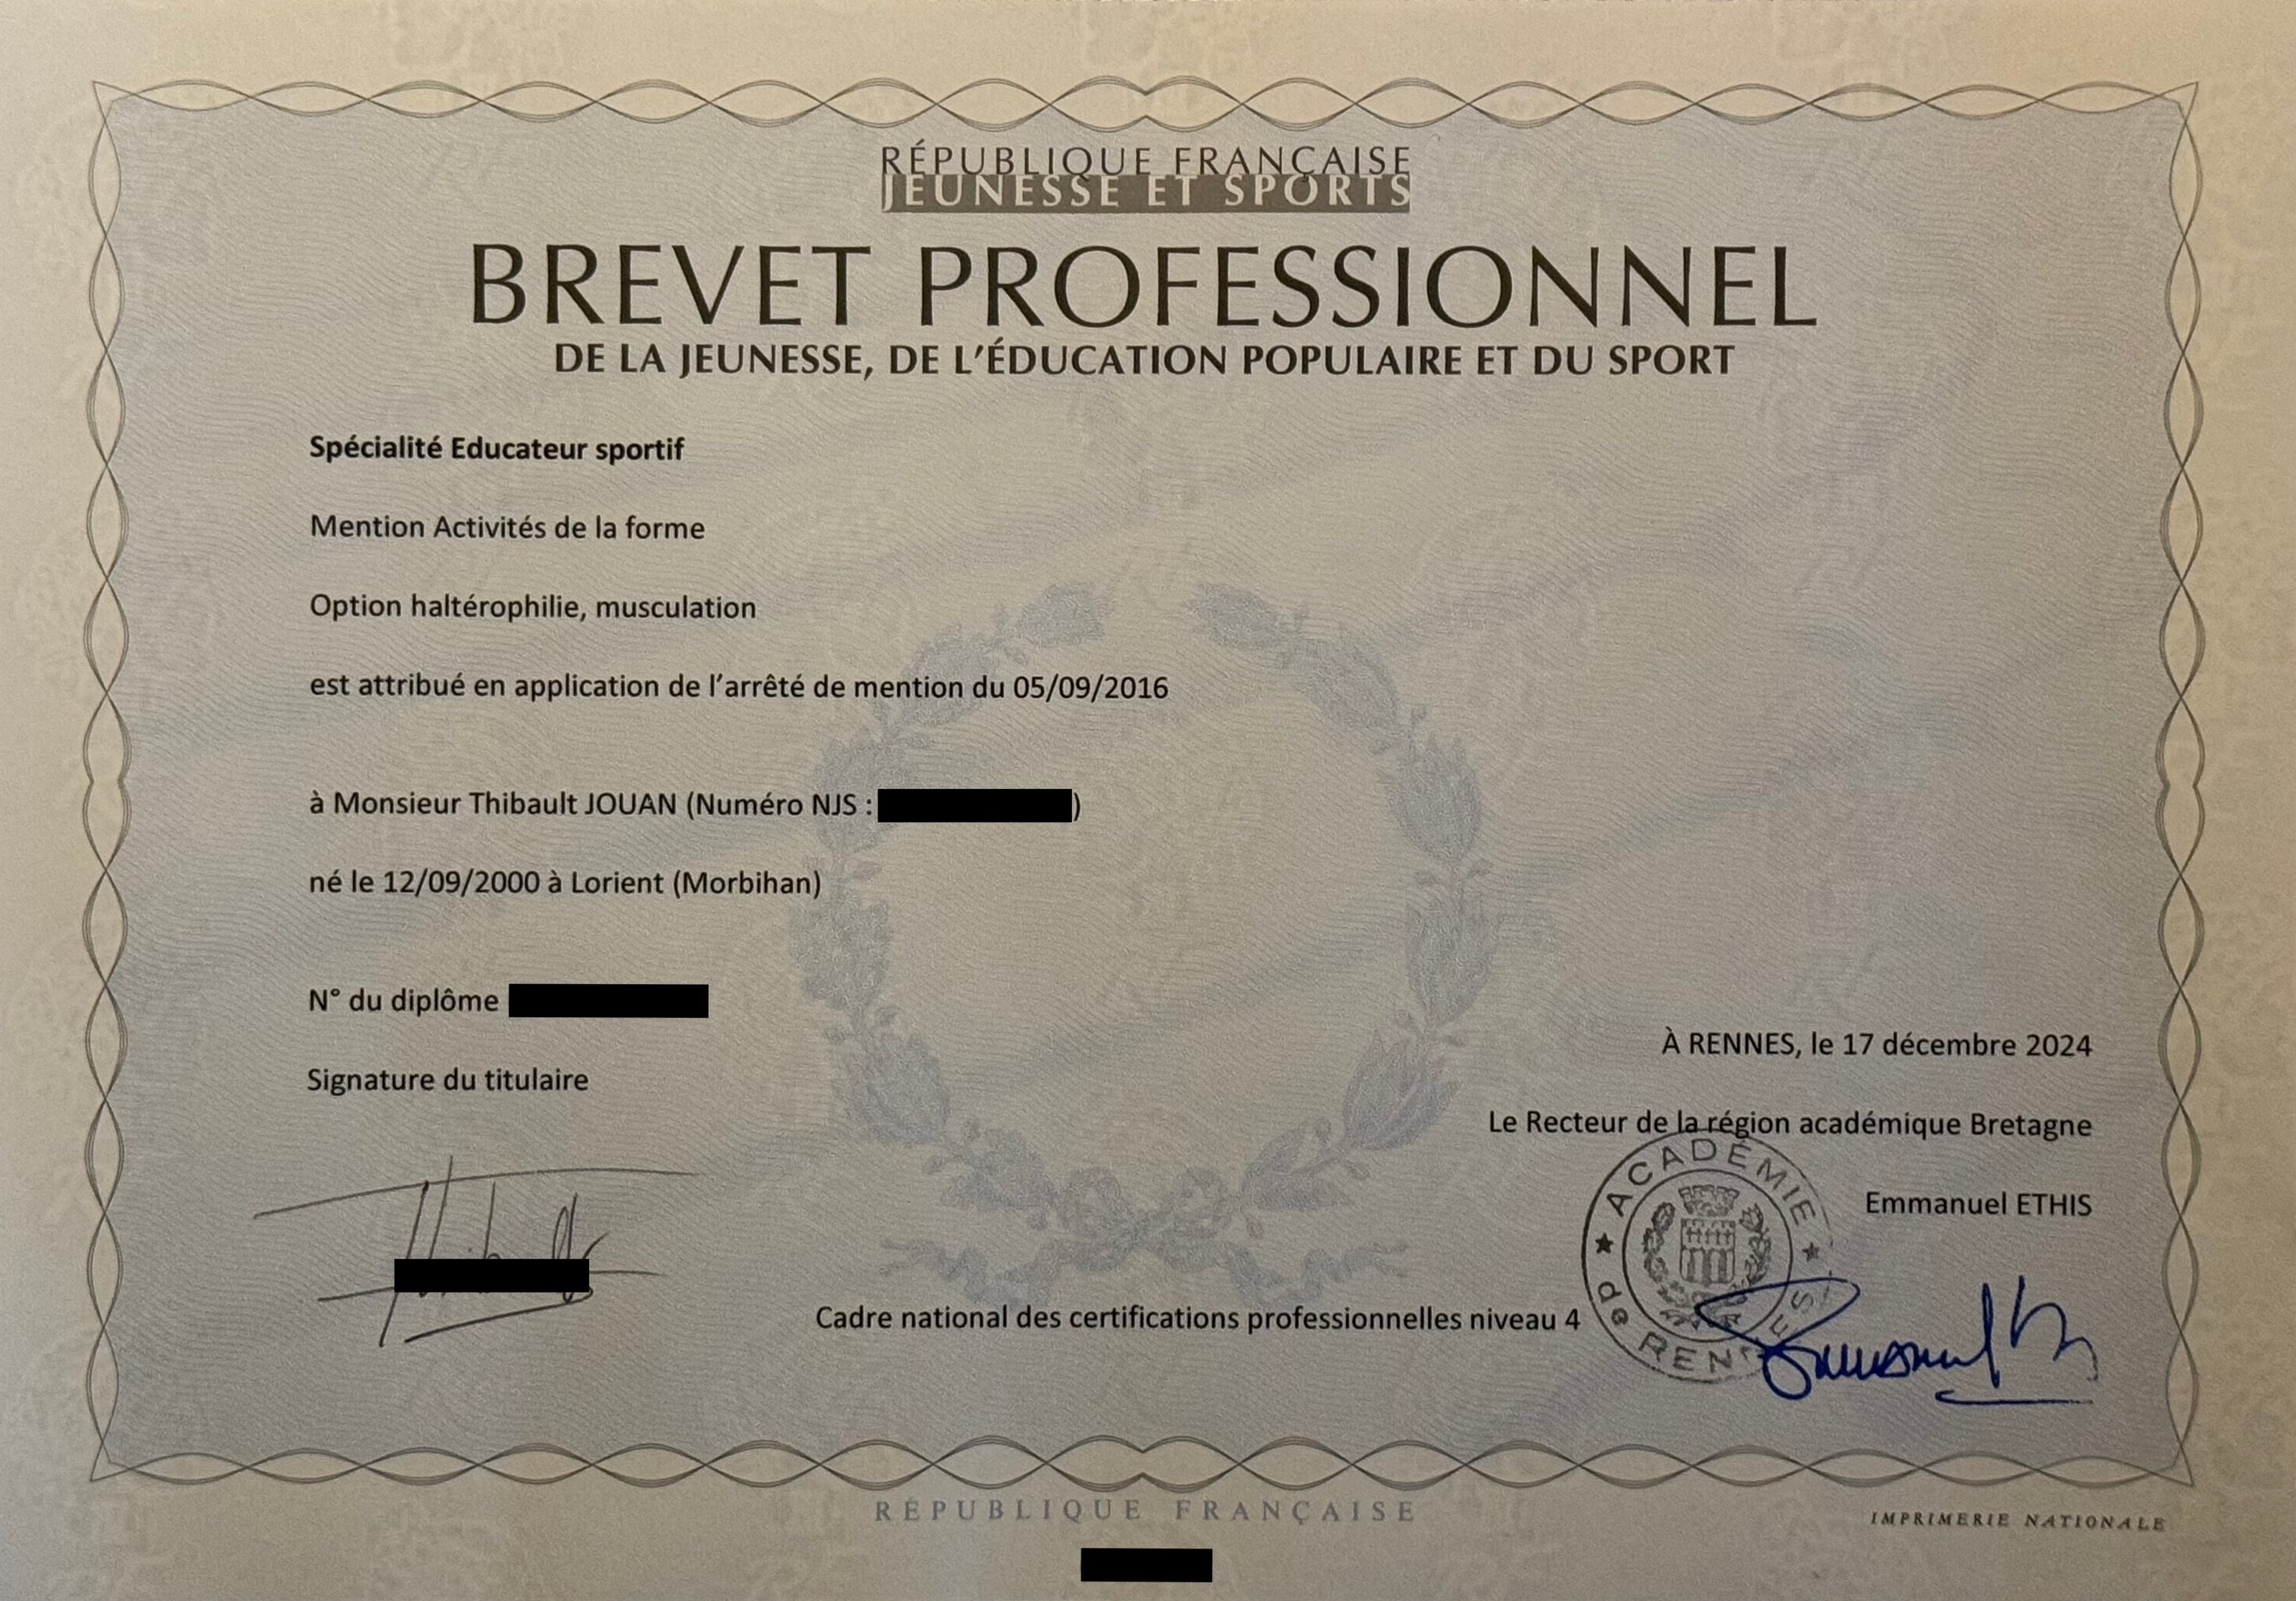 RÉPUBLIQUE FRANÇAISE
JEUNESSE ET SPORTS
BREVET PROFESSIONNEL
DE LA JEUNESSE, DE L'ÉDUCATION POPULAIRE ET DU SPORT
Spécialité Educateur sportif
Mention Activités de la forme
Option haltérophilie, musculation
est attribué en application de l'arrêté de mention du 05/09/2016
à Monsieur Thibault JOUAN (Numéro NJS : )
né le 12/09/2000 à Lorient (Morbihan)
N° du diplôme
Signature du titulaire
À RENNES, le 17 décembre 2024
Le Recteur de la région académique Bretagne
Emmanuel ETHIS
ACADÉMIE
de RENNES
Cadre national des certifications professionnelles niveau 4
RÉPUBLIQUE FRANÇAISE
IMPRIMERIE NATIONALE